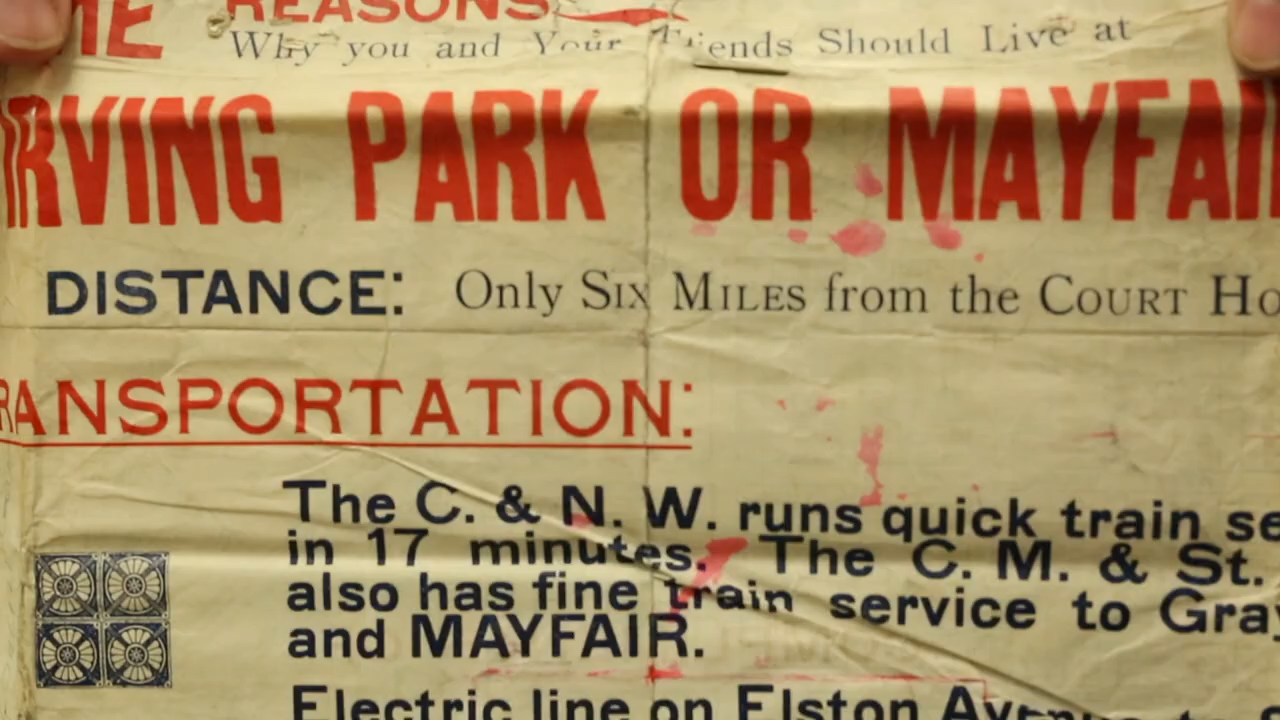 REASONS
Why you and Your Friends Should Live at
IRVING PARK OR MAYFAI
DISTANCE: Only SIX MILES from the COURT Ho
RANSPORTATION:
The C. & N. W. runs quick train se
in 17 minutes. The C. M. & St.
also has fine train service to Gra
and MAYFAIR.
Electric line on Elston